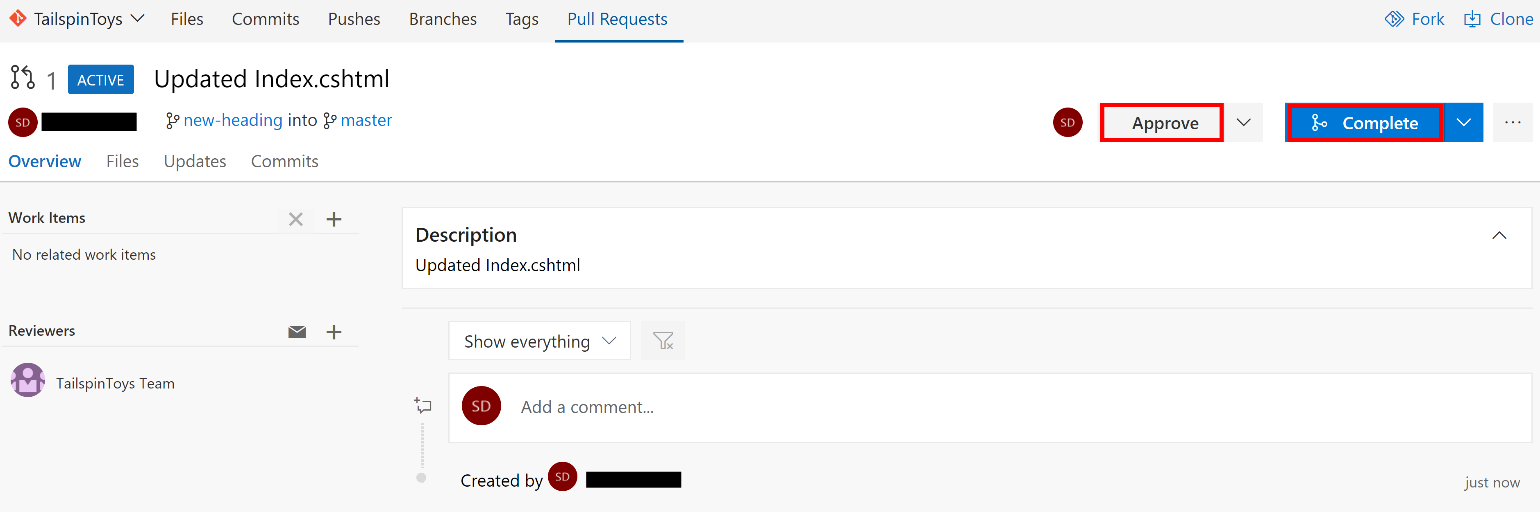 TailspinToys Files Commits Pushes Branches Tags Pull Requests Fork Clone
1 ACTIVE Updated Index.cshtml
SD new-heading into master SD Approve Complete ...
Overview Files Updates Commits
Work Items
No related work items
Description
Updated Index.cshtml
Reviewers
TailspinToys Team
Show everything
SD Add a comment...
Created by SD just now